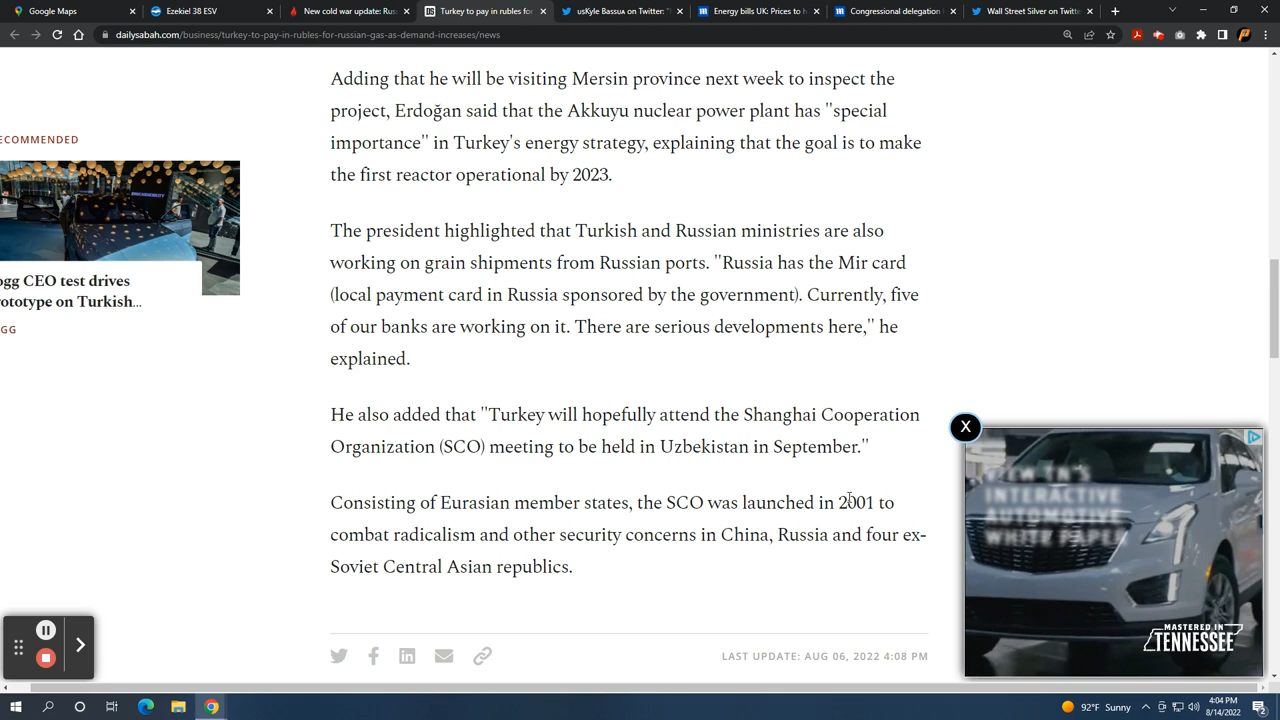 Google Maps
Ezekiel 38 ESV
New cold war update: Rus
Turkey to pay in rubles for
usKyle Bassua on Twitter: "
Energy bills UK: Prices to h
Congressional delegation
Wall Street Silver on Twitte
dailysabah.com/business/turkey-to-pay-in-rubles-for-russian-gas-as-demand-increases/news
Adding that he will be visiting Mersin province next week to inspect the
project, Erdoğan said that the Akkuyu nuclear power plant has "special
importance" in Turkey's energy strategy, explaining that the goal is to make
the first reactor operational by 2023.
ECOMMENDED
ogg CEO test drives
rototype on Turkish...
GG
The president highlighted that Turkish and Russian ministries are also
working on grain shipments from Russian ports. "Russia has the Mir card
(local payment card in Russia sponsored by the government). Currently, five
of our banks are working on it. There are serious developments here," he
explained.
He also added that "Turkey will hopefully attend the Shanghai Cooperation
Organization (SCO) meeting to be held in Uzbekistan in September."
Consisting of Eurasian member states, the SCO was launched in 2001 to
combat radicalism and other security concerns in China, Russia and four ex-
Soviet Central Asian republics.
LAST UPDATE: AUG 06, 2022 4:08 PM
X
INTERACTIVE
AUTOMOTIVE
WHITE PAPER
MASTERED IN
TENNESSEE
92°F Sunny
4:04 PM
8/14/2022
2